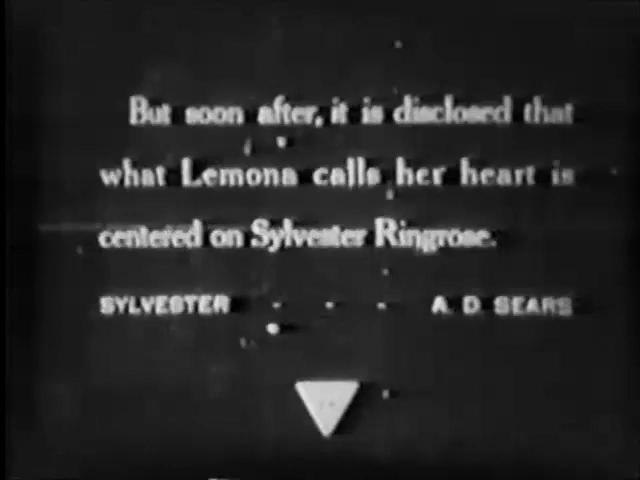 But soon after, it is disclosed that
what Lemona calls her heart is
centered on Sylvester Ringrose.
SYLVESTER - - - A. D. SEARS